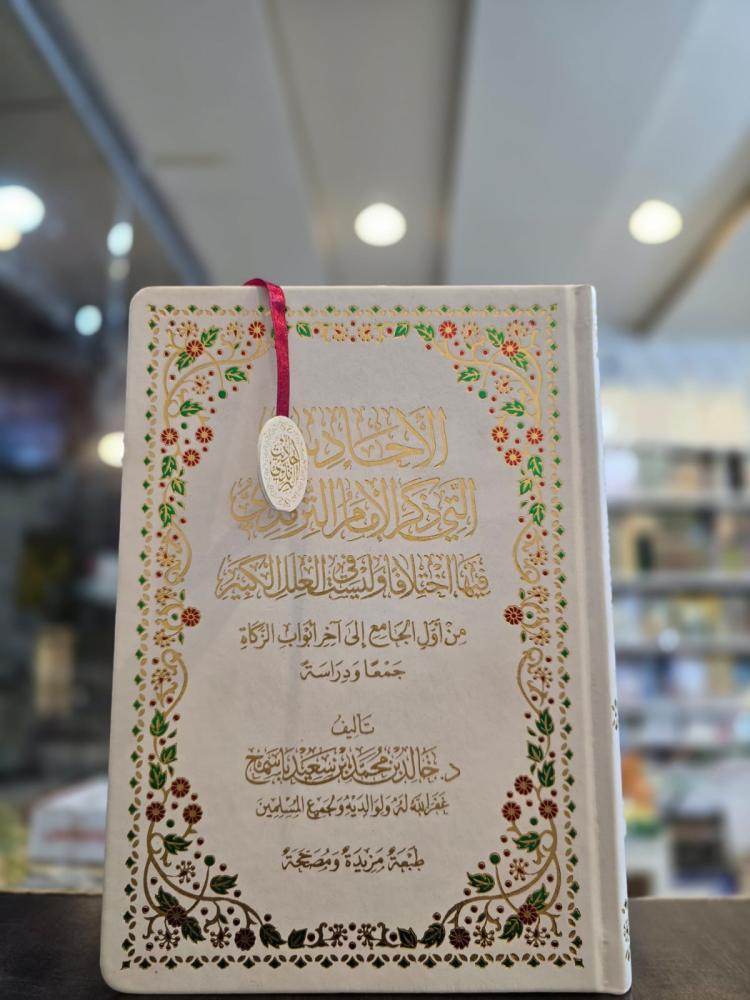 الأحاديث
التي ذكر الإمام الترمذي
فيها اختلافا وليست في العلل الكبير
من أول الجامع إلى آخر أبواب الزكاة
جمعا ودراسة
تأليف
د. خالد بن محمد بن سعيد باسمح
غفر الله له ولوالديه ولجميع المسلمين
طبعة مزيدة ومصححة